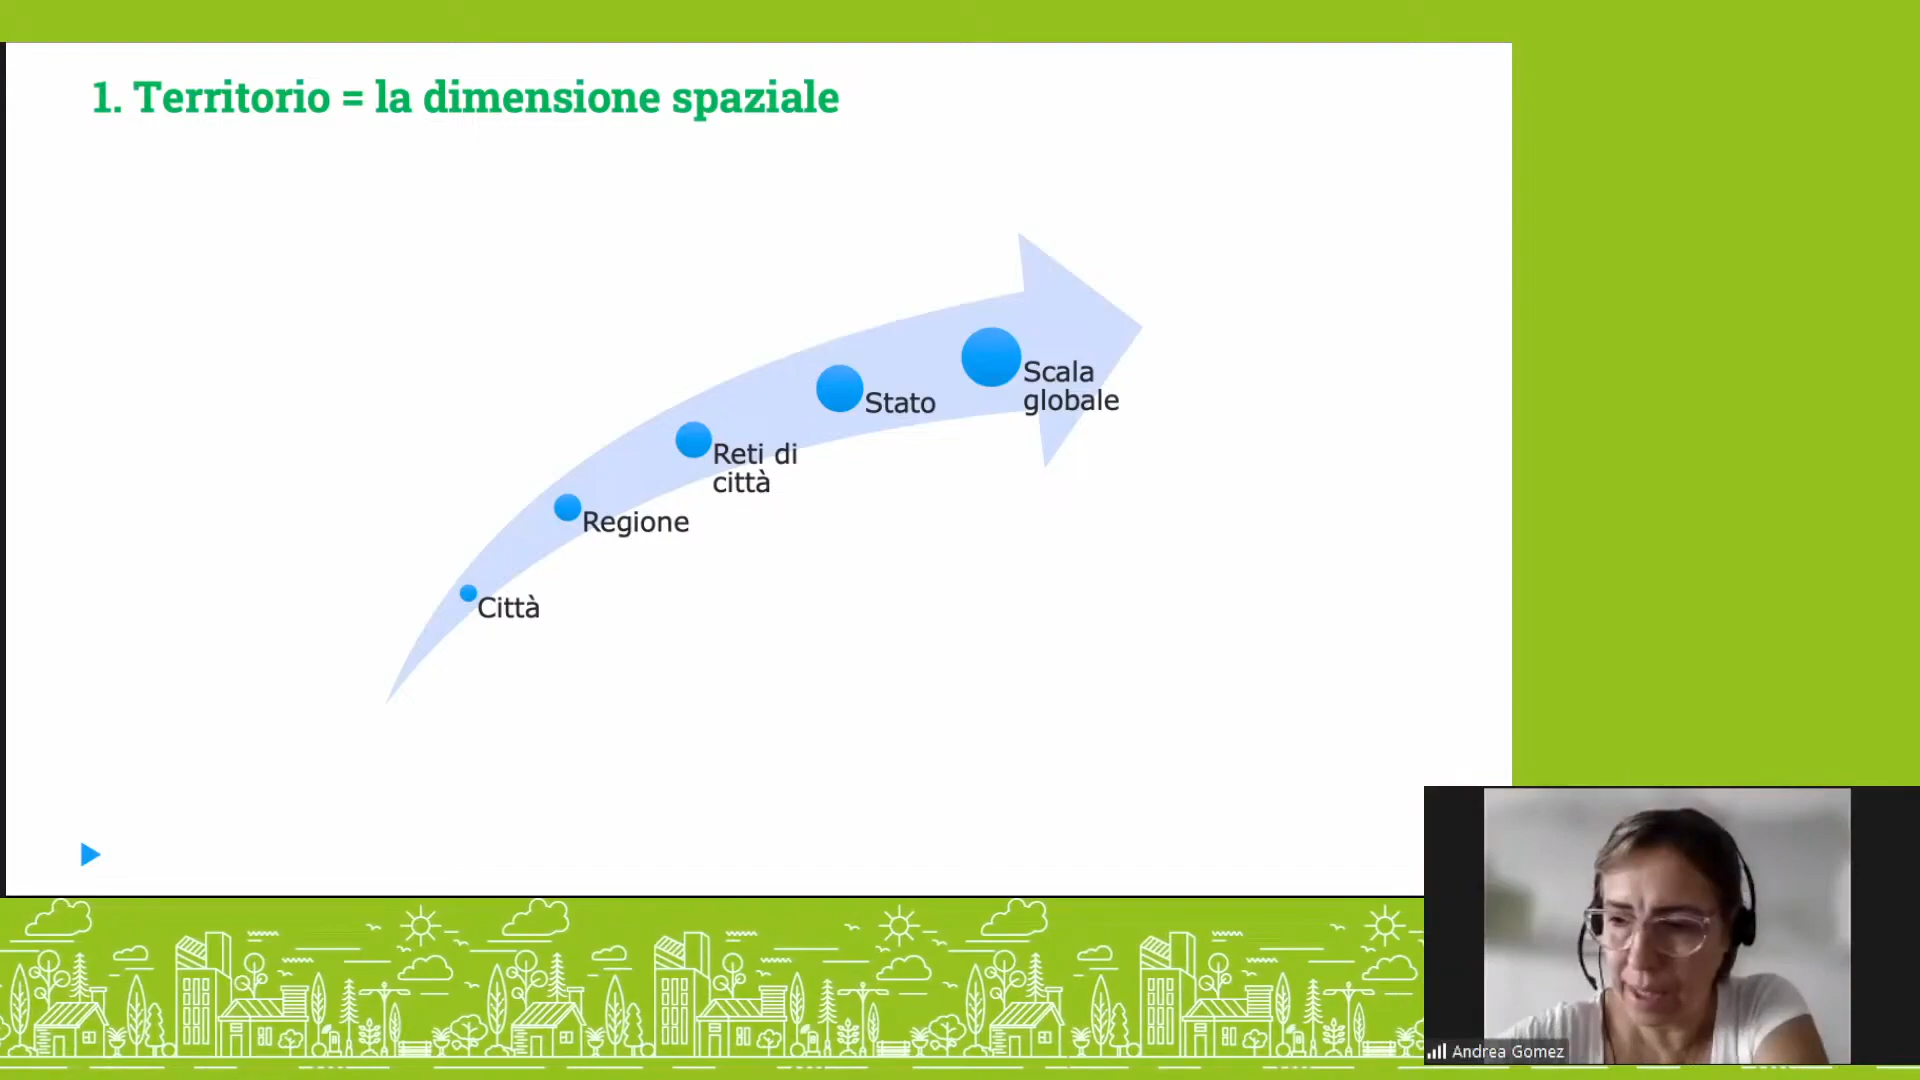 1. Territorio = la dimensione spaziale
Scala
globale
Stato
Reti di
città
Regione
Città
Andrea Gomez